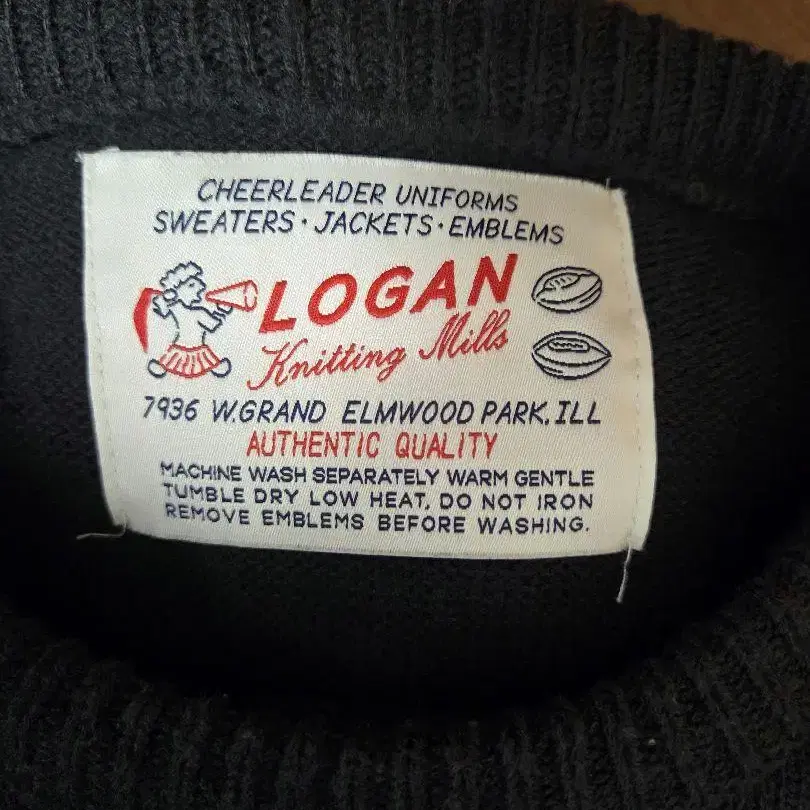 CHEERLEADER UNIFORMS
SWEATERS · JACKETS · EMBLEMS
LOGAN
Knitting Mills
7936 W.GRAND ELMWOOD PARK, ILL
AUTHENTIC QUALITY
MACHINE WASH SEPARATELY WARM GENTLE
TUMBLE DRY LOW HEAT, DO NOT IRON
REMOVE EMBLEMS BEFORE WASHING.